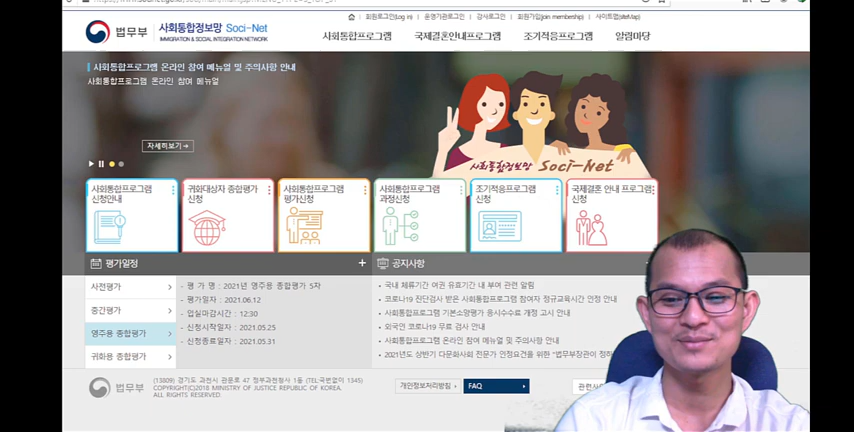 회원로그인(Log in) | 운영기관로그인 | 강사로그인 | 회원가입(join membership) | 사이트맵(siteMap)
법무부 사회통합정보망 Soci-Net
IMMIGRATION & SOCIAL INTEGRATION NETWORK
사회통합프로그램 국제결혼안내프로그램 조기적응프로그램 알림마당
사회통합프로그램 온라인 참여 메뉴얼 및 주의사항 안내
사회통합프로그램 온라인 참여 메뉴얼
자세히보기→
사회통합정보망 Soci-Net
사회통합프로그램
신청안내
귀화대상자 종합평가
신청
사회통합프로그램
평가신청
사회통합프로그램
과정신청
조기적응프로그램
신청
국제결혼 안내 프로그램
신청
평가일정 +
사전평가 >
중간평가 >
영주용 종합평가 >
귀화용 종합평가 >
- 평 가 명 : 2021년 영주용 종합평가 5차
- 평가일자 : 2021.06.12
- 입실마감시간 : 12:30
- 신청시작일자 : 2021.05.25
- 신청종료일자 : 2021.05.31
공지사항
국내 체류기간 여권 유효기간 내 부여 관련 알림
코로나19 진단검사 받은 사회통합프로그램 참여자 정규교육시간 인정 안내
사회통합프로그램 기본소양평가 응시수수료 개정 고시 안내
외국인 코로나19 무료 검사 안내
사회통합프로그램 온라인 참여 메뉴얼 및 주의사항 안내
2021년도 상반기 다문화사회 전문가 인정요건을 위한 "법무부장관이 정하
법무부
(13809) 경기도 과천시 관문로 47 정부과천청사 1동 (TEL:국번없이 1345)
COPYRIGHT(C)2018 MINISTRY OF JUSTICE REPUBLIC OF KOREA.
ALL RIGHTS RESERVED.
개인정보처리방침 >
FAQ >